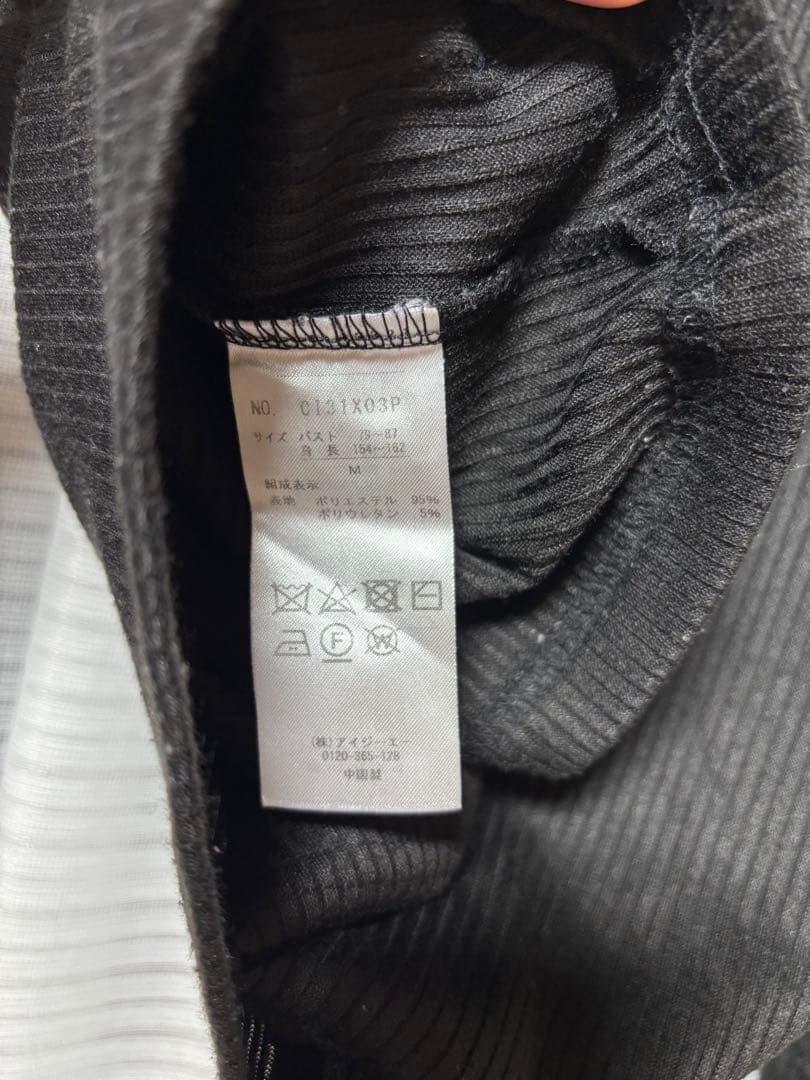 NO. CI31X03P
サイズ バスト 79~87
身長 154~162
M
組成表示
表地 ポリエステル 95%
ポリウレタン 5%
F
W
(株)アイジーエー
0120-365-128
中国製